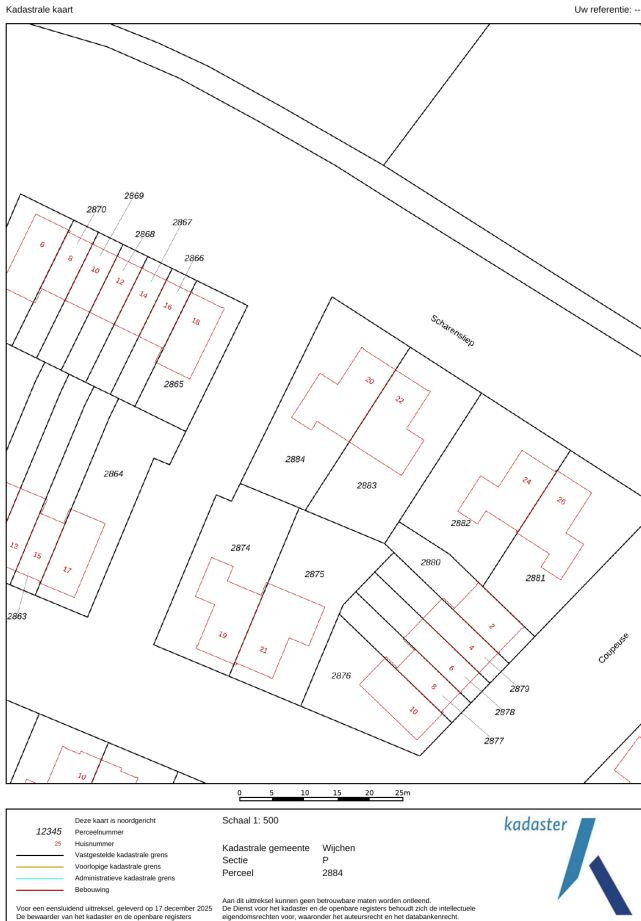 Kadastrale kaart
Uw referentie: --
2869
2870
2867
2868
2866
6
8
10
12
14
16
18
Scharensliep
2865
20
22
2884
2883
2864
24
26
2882
2874
2875
2880
2881
13
15
17
2863
19
21
2
4
6
8
10
Coupeuse
2876
2879
2878
2877
10
0 5 10 15 20 25m
Deze kaart is noordgericht
12345 Perceelnummer
25 Huisnummer
Vastgestelde kadastrale grens
Voorlopige kadastrale grens
Administratieve kadastrale grens
Bebouwing
Voor een eensluidend uittreksel, geleverd op 17 december 2025
De bewaarder van het kadaster en de openbare registers
Schaal 1: 500
Kadastrale gemeente Wijchen
Sectie P
Perceel 2884
Aan dit uittreksel kunnen geen betrouwbare maten worden ontleend.
De Dienst voor het kadaster en de openbare registers behoudt zich de intellectuele
eigendomsrechten voor, waaronder het auteursrecht en het databankenrecht.
kadaster